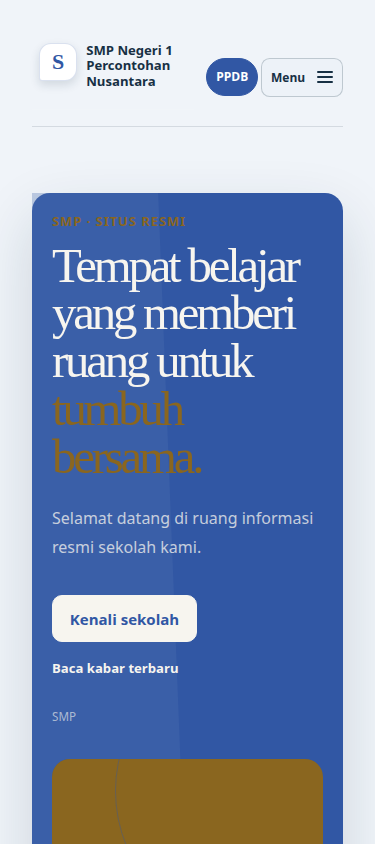 S
SMP Negeri 1
Percontohan
Nusantara
PPDB
Menu
SMP · SITUS RESMI
Tempat belajar
yang memberi
ruang untuk
tumbuh
bersama.
Selamat datang di ruang informasi
resmi sekolah kami.
Kenali sekolah
Baca kabar terbaru
SMP